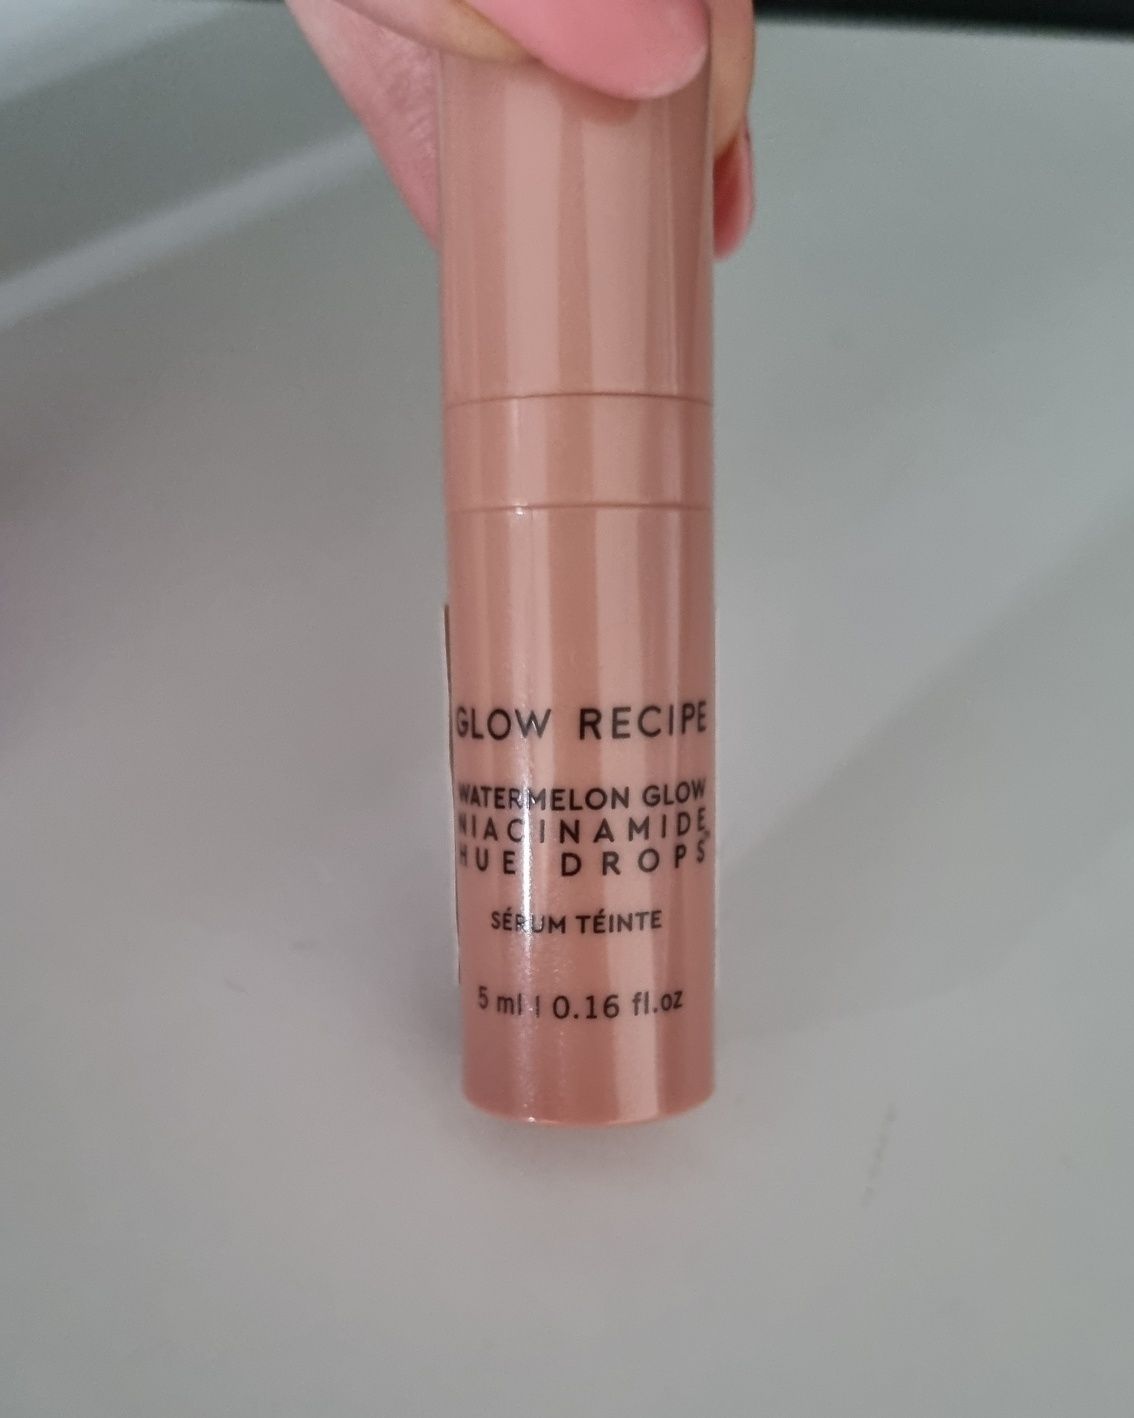 GLOW RECIPE
WATERMELON GLOW
NIACINAMIDE
HUE DROPS
SÉRUM TÉINTE
5 ml | 0.16 fl.oz